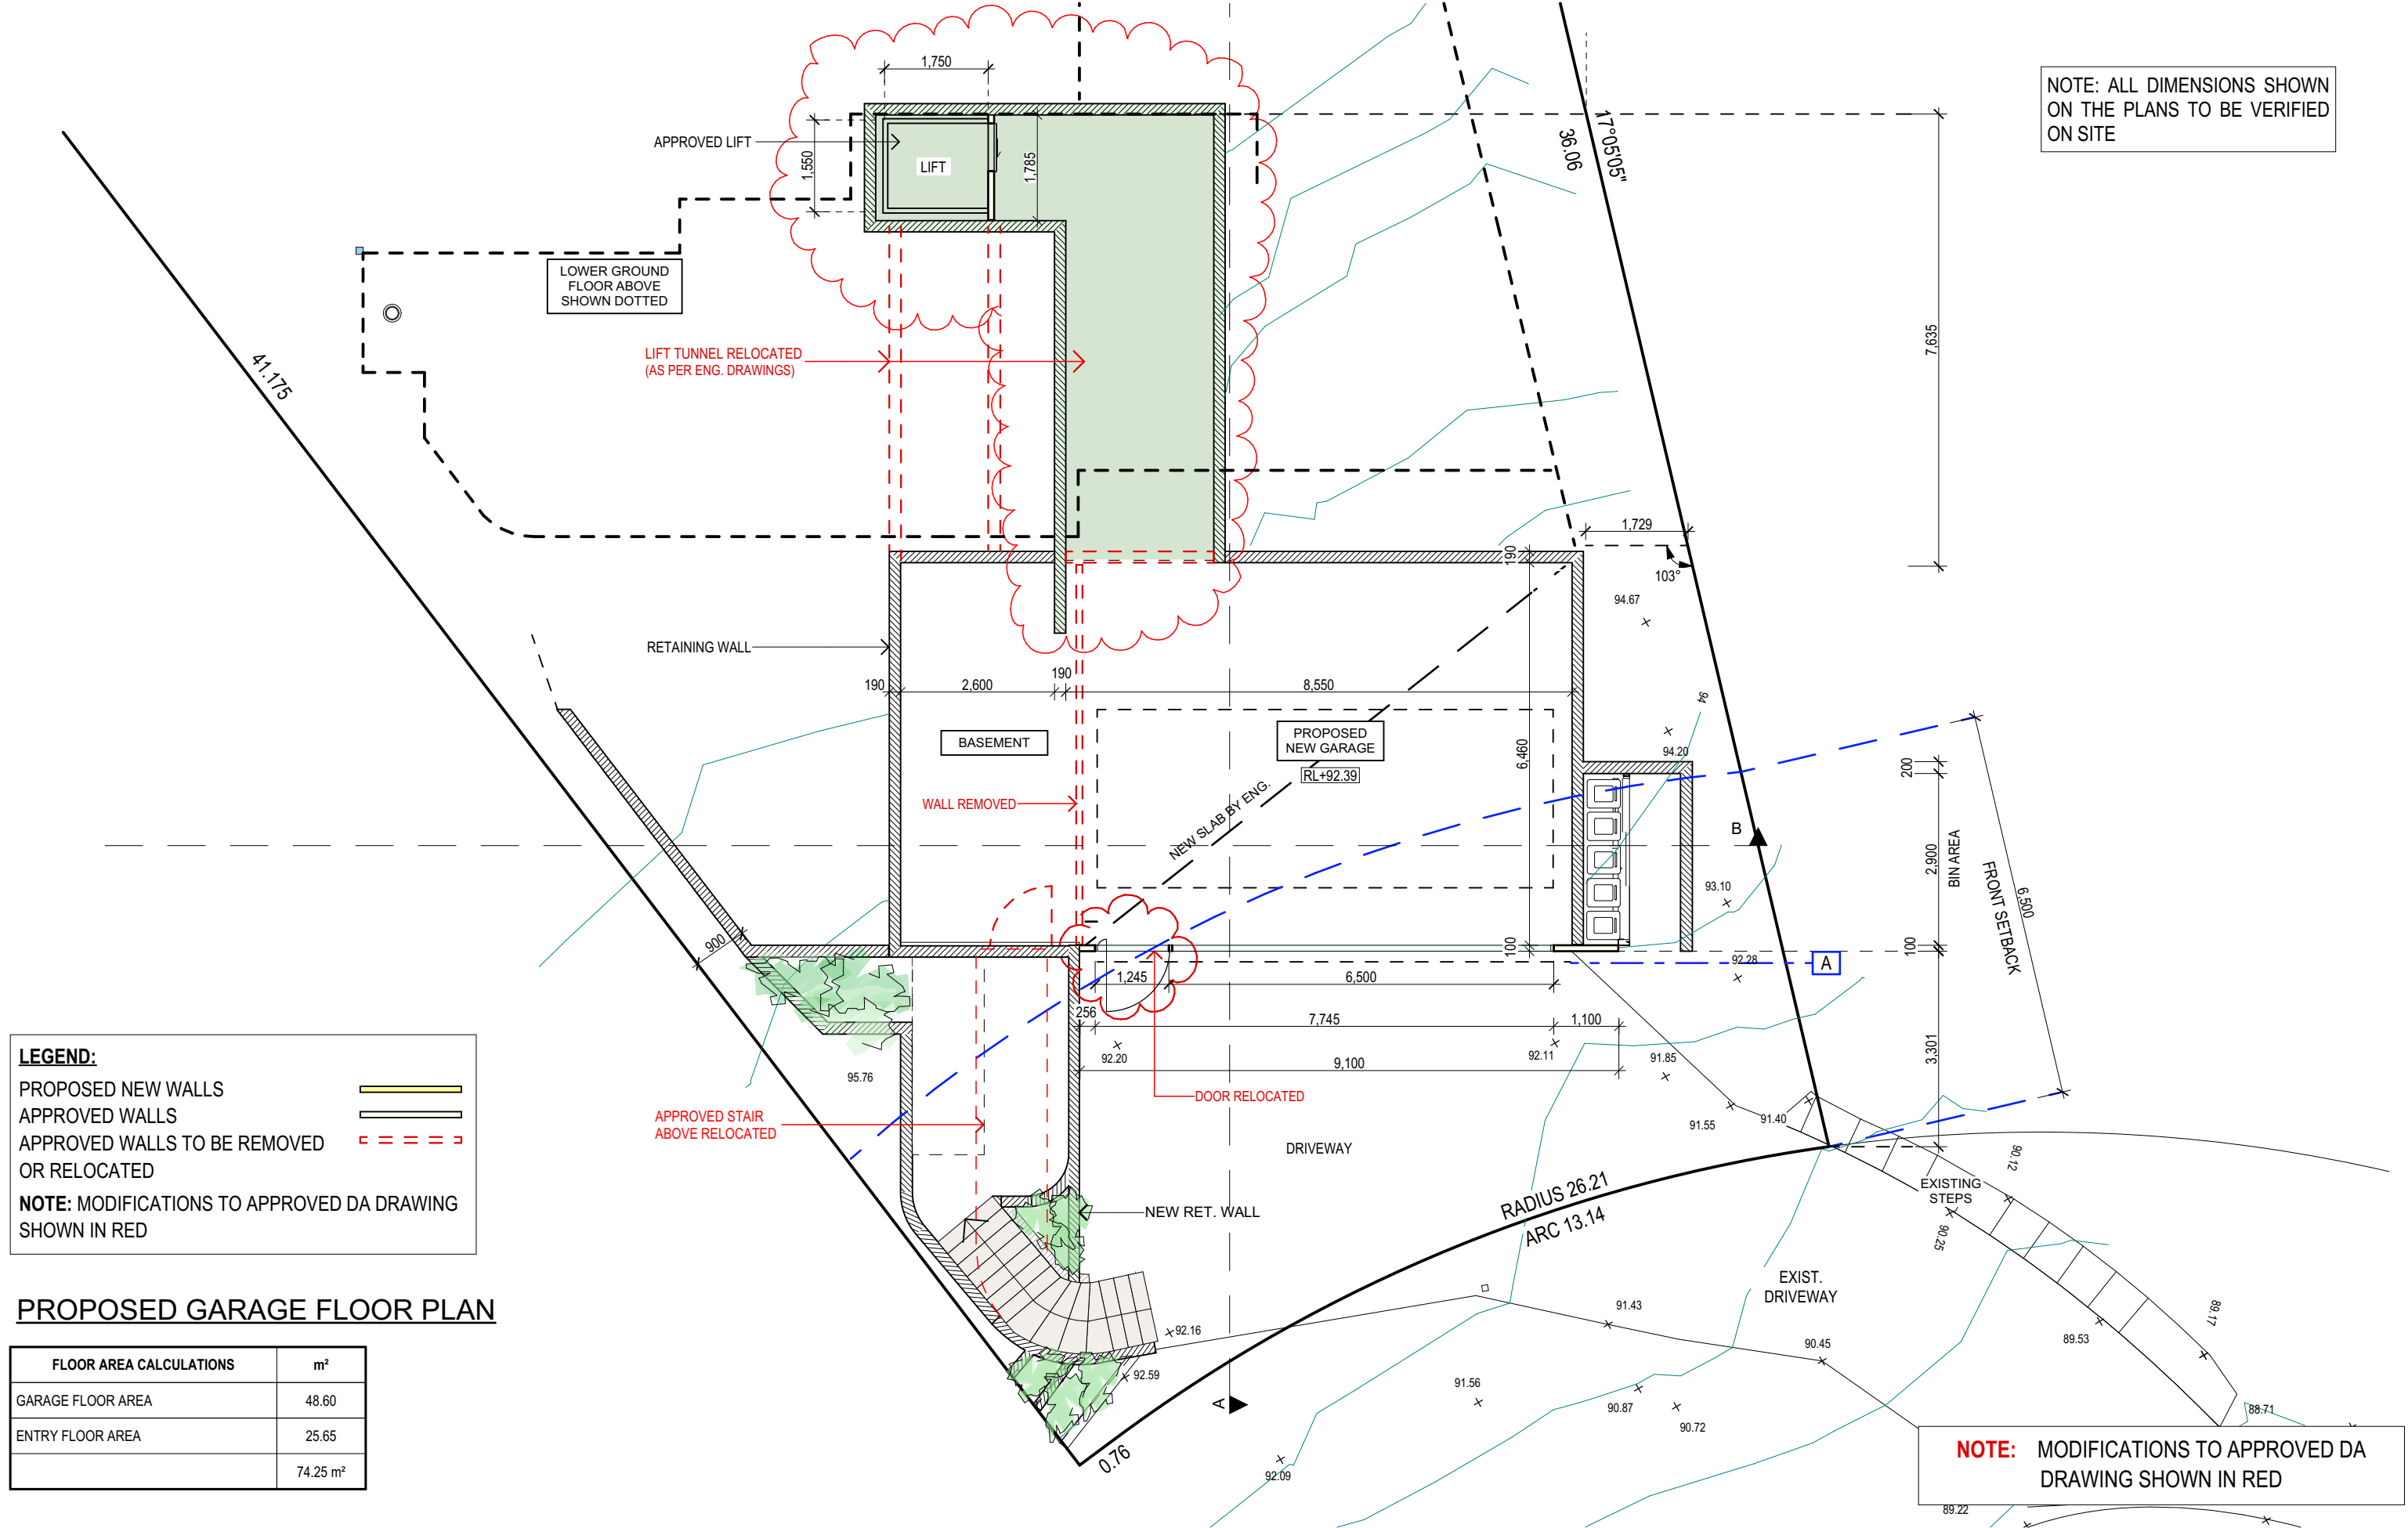 1,750
NOTE: ALL DIMENSIONS SHOWN
ON THE PLANS TO BE VERIFIED
ON SITE
17°05'05"
36.06
APPROVED LIFT
1,550
LIFT
1,785
LOWER GROUND
FLOOR ABOVE
SHOWN DOTTED
LIFT TUNNEL RELOCATED
(AS PER ENG. DRAWINGS)
41.175
7,635
1,729
190
103°
94.67
RETAINING WALL
190
2,600
190
8,550
94
BASEMENT
PROPOSED
NEW GARAGE
RL+92.39
6,460
94.20
200
WALL REMOVED
NEW SLAB BY ENG.
B
2,900
BIN AREA
FRONT SETBACK
6,500
93.10
900
100
100
92.28
A
1,245
6,500
256
7,745
1,100
92.20
92.11
91.85
9,100
3,301
95.76
DOOR RELOCATED
APPROVED STAIR
ABOVE RELOCATED
91.55
91.40
DRIVEWAY
90.12
EXISTING
STEPS
RADIUS 26.21
ARC 13.14
NEW RET. WALL
90.25
EXIST.
DRIVEWAY
91.43
89.17
92.16
90.45
89.53
92.59
91.56
90.87
90.72
A
88.71
0.76
92.09
89.22
LEGEND:
PROPOSED NEW WALLS
APPROVED WALLS
APPROVED WALLS TO BE REMOVED
OR RELOCATED
NOTE: MODIFICATIONS TO APPROVED DA DRAWING
SHOWN IN RED
PROPOSED GARAGE FLOOR PLAN
FLOOR AREA CALCULATIONS m²
GARAGE FLOOR AREA 48.60
ENTRY FLOOR AREA 25.65
74.25 m²
NOTE: MODIFICATIONS TO APPROVED DA
DRAWING SHOWN IN RED